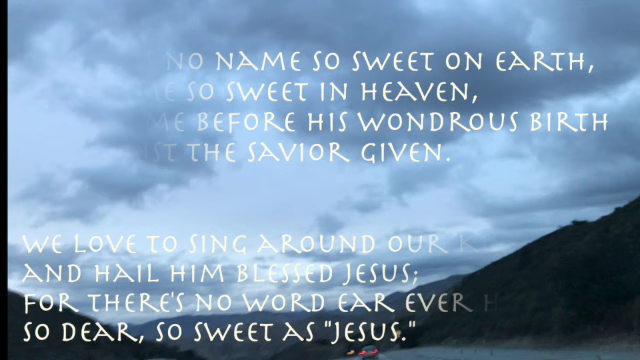 NO NAME SO SWEET ON EARTH,
SO SWEET IN HEAVEN,
BEFORE HIS WONDROUS BIRTH
THE SAVIOR GIVEN.
WE LOVE TO SING AROUND OUR
AND HAIL HIM BLESSED JESUS;
FOR THERE'S NO WORD EAR EVER
SO DEAR, SO SWEET AS "JESUS."